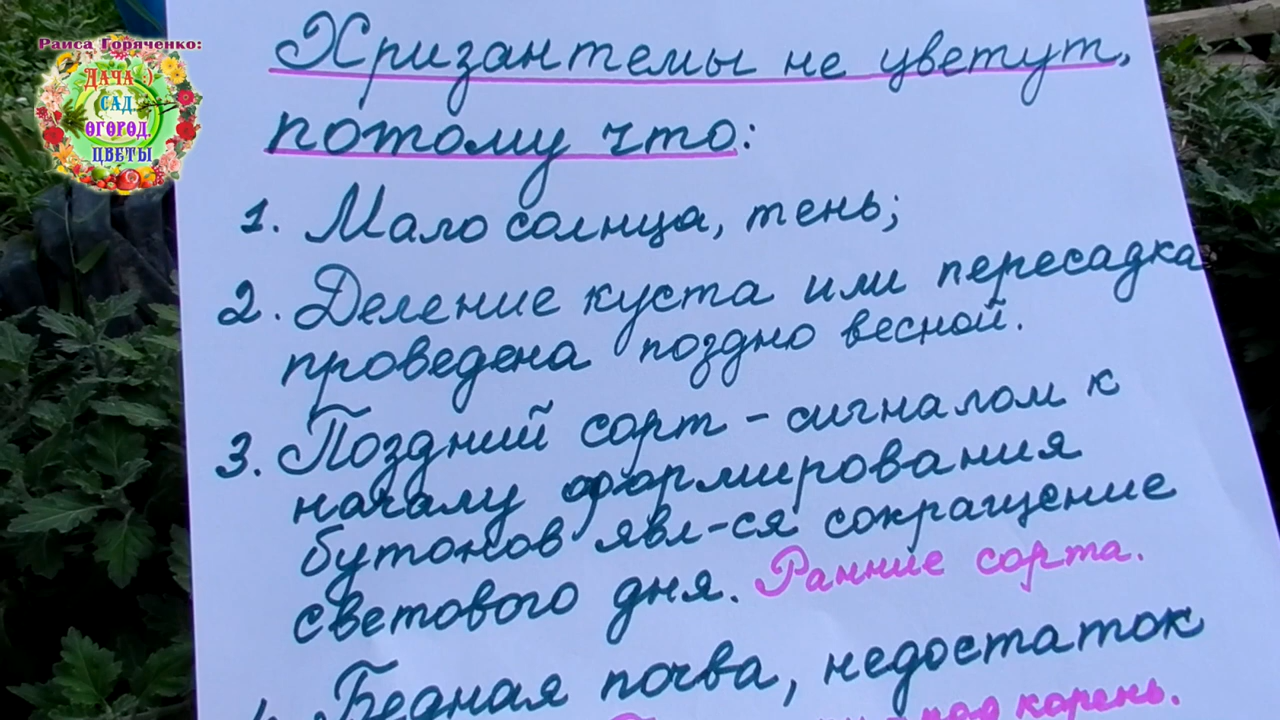 Раиса Горяченко:
ДАЧА :)
САД,
ОГОРОД,
ЦВЕТЫ
Хризантемы не цветут,
потому что:
1. Мало солнца, тень;
2. Деление куста или пересадка
проведена поздно весной.
3. Поздний сорт - сигналом к
началу формирования
бутонов явл-ся сокращение
светового дня. Ранние сорта.
Бедная почва, недостаток
под корень.